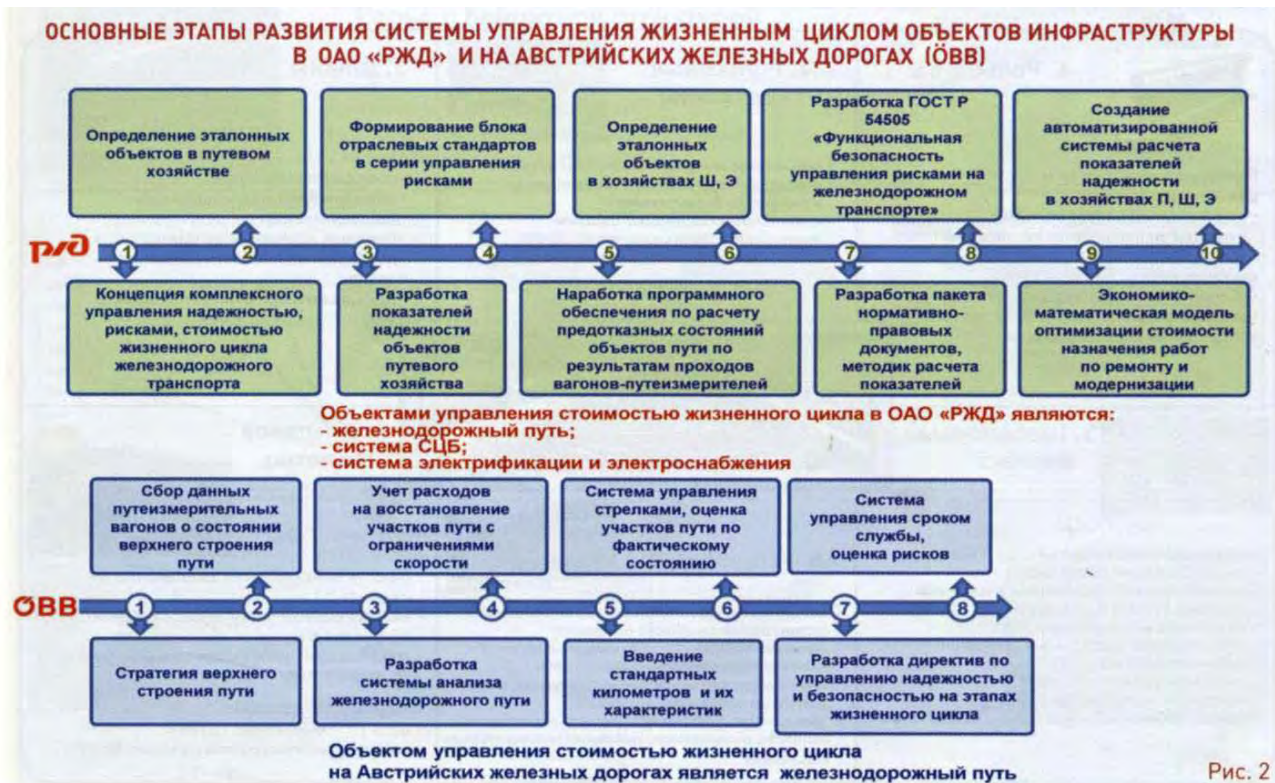 ОСНОВНЫЕ ЭТАПЫ РАЗВИТИЯ СИСТЕМЫ УПРАВЛЕНИЯ ЖИЗНЕННЫМ ЦИКЛОМ ОБЪЕКТОВ ИНФРАСТРУКТУРЫ
В ОАО «РЖД» И НА АВСТРИЙСКИХ ЖЕЛЕЗНЫХ ДОРОГАХ (ÖBB)
Определение эталонных
объектов в путевом
хозяйстве
Формирование блока
отраслевых стандартов
в серии управления
рисками
Определение
эталонных
объектов
в хозяйствах Ш, Э
Разработка ГОСТ Р
54505
«Функциональная
безопасность
управления рисками на
железнодорожном
транспорте»
Создание
автоматизированной
системы расчета
показателей
надежности
в хозяйствах П, Ш, Э
ржд 1 2 3 4 5 6 7 8 9 10
Концепция комплексного
управления надежностью,
рисками, стоимостью
жизненного цикла
железнодорожного
транспорта
Разработка
показателей
надежности
объектов
путевого
хозяйства
Наработка программного
обеспечения по расчету
предотказных состояний
объектов пути по
результатам проходов
вагонов-путеизмерителей
Разработка пакета
нормативно-
правовых
документов,
методик расчета
показателей
Экономико-
математическая модель
оптимизации стоимости
назначения работ
по ремонту и
модернизации
Объектами управления стоимостью жизненного цикла в ОАО «РЖД» являются:
- железнодорожный путь;
- система СЦБ;
- система электрификации и электроснабжения
Сбор данных
путеизмерительных
вагонов о состоянии
верхнего строения
пути
Учет расходов
на восстановление
участков пути с
ограничениями
скорости
Система управления
стрелками, оценка
участков пути по
фактическому
состоянию
Система
управления сроком
службы,
оценка рисков
ÖBB 1 2 3 4 5 6 7 8
Стратегия верхнего
строения пути
Разработка
системы анализа
железнодорожного пути
Введение
стандартных
километров и их
характеристик
Разработка директив по
управлению надежностью
и безопасностью на этапах
жизненного цикла
Объектом управления стоимостью жизненного цикла
на Австрийских железных дорогах является железнодорожный путь
Рис. 2